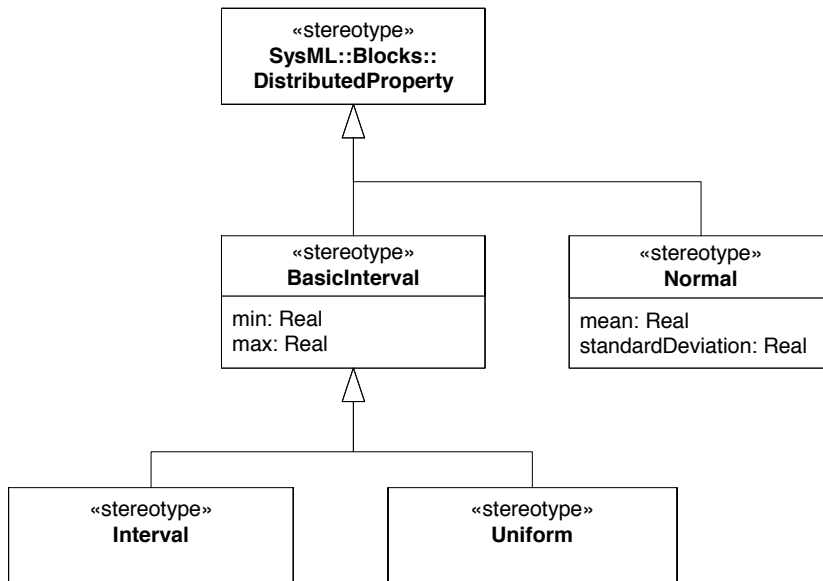 «stereotype»
SysML::Blocks::
DistributedProperty
«stereotype»
BasicInterval
min: Real
max: Real
«stereotype»
Normal
mean: Real
standardDeviation: Real
«stereotype»
Interval
«stereotype»
Uniform